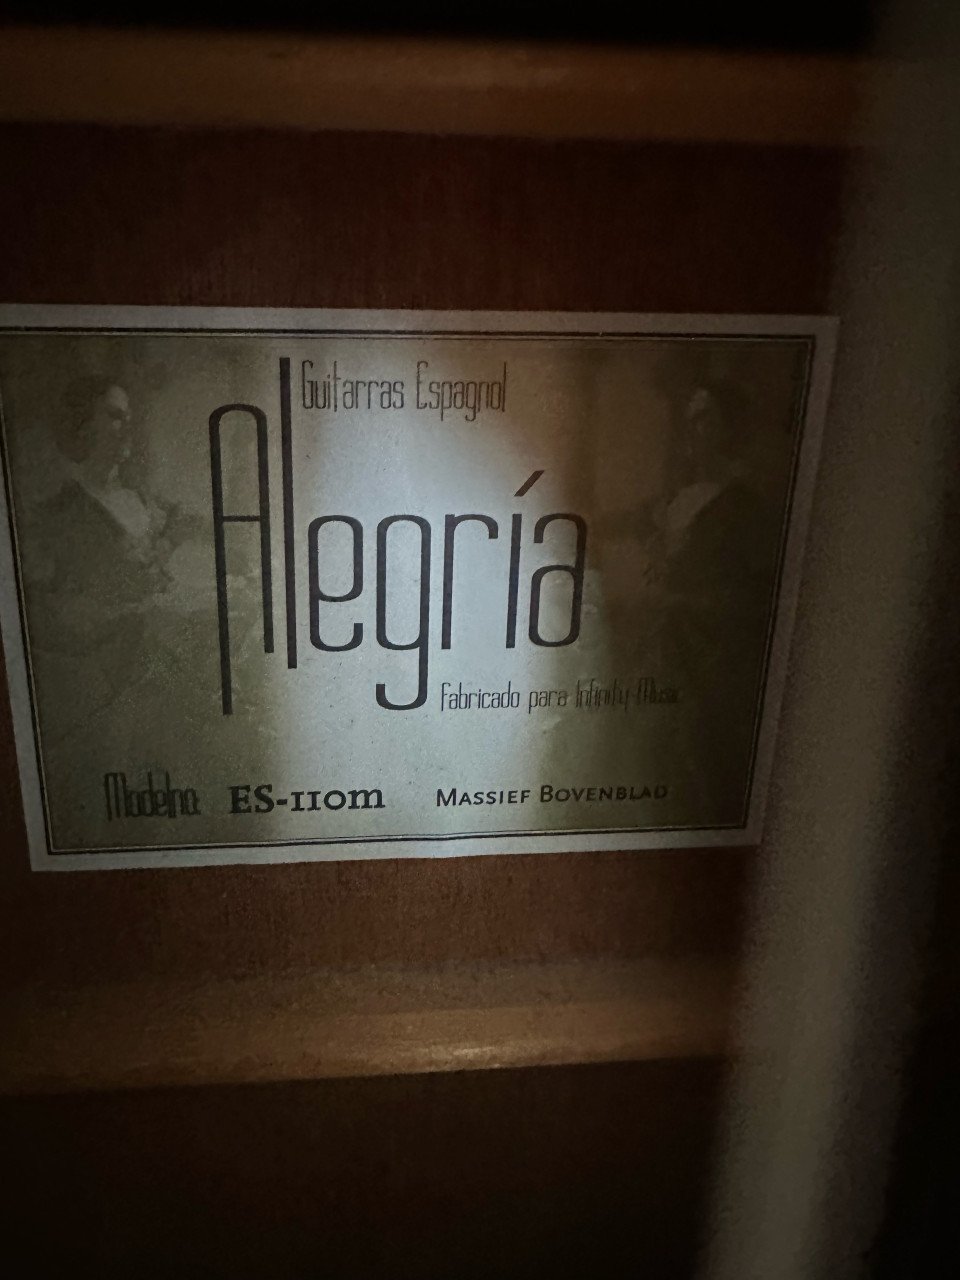 Guitarras Espagnol
Alegría
Fabricado para Infinity Music
Modelno ES-110M MASSIEF BOVENBLAD